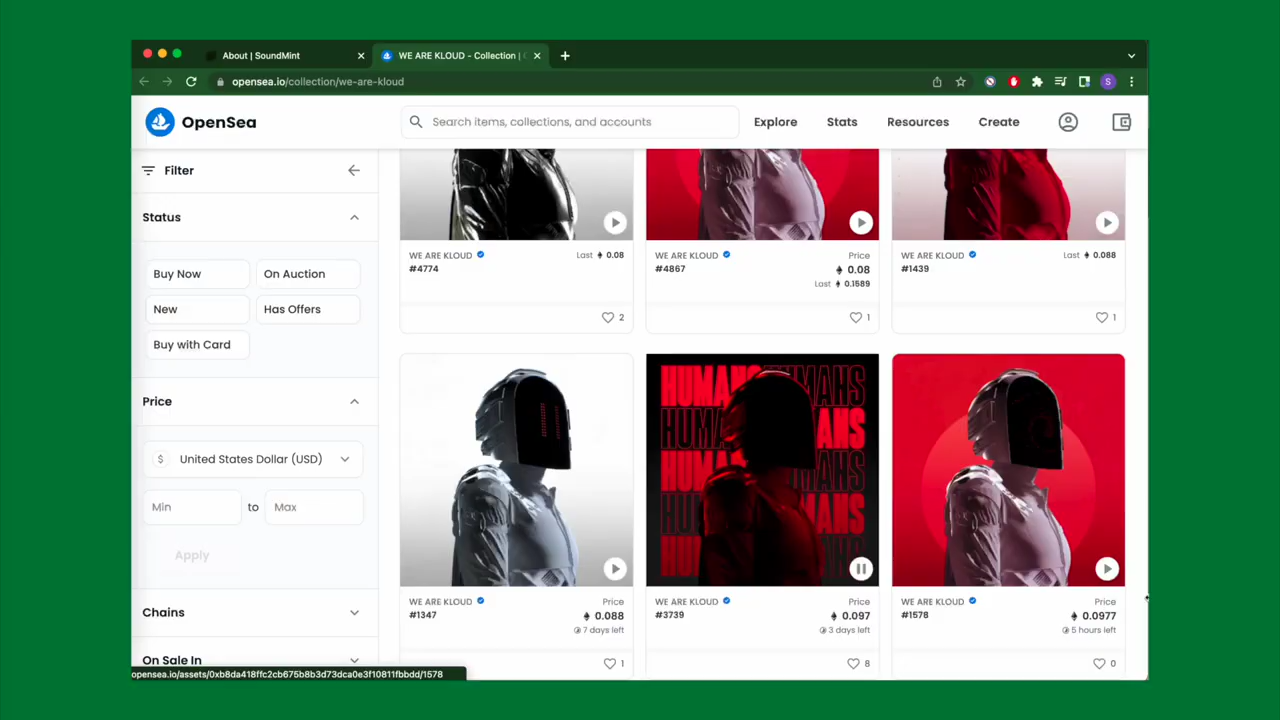 About | SoundMint
WE ARE KLOUD - Collection |
opensea.io/collection/we-are-kloud
S
OpenSea
Search items, collections, and accounts
Explore
Stats
Resources
Create
Filter
Status
Buy Now
On Auction
New
Has Offers
Buy with Card
Price
$ United States Dollar (USD)
Min
to
Max
Apply
Chains
On Sale In
WE ARE KLOUD
Last 0.08
#4774
2
WE ARE KLOUD
Price
#4867
0.08
Last 0.1589
1
WE ARE KLOUD
Last 0.088
#1439
1
WE ARE KLOUD
Price
#1347
0.088
7 days left
1
HUMANS HUMANS
HUMANS
HUMANS
HUMANS
HUMANS
WE ARE KLOUD
Price
#3739
0.097
3 days left
8
WE ARE KLOUD
Price
#1578
0.0977
5 hours left
0
opensea.io/assets/0xb8da418ffc2cb675b8b3d73dca0e3f10811fbbdd/1578